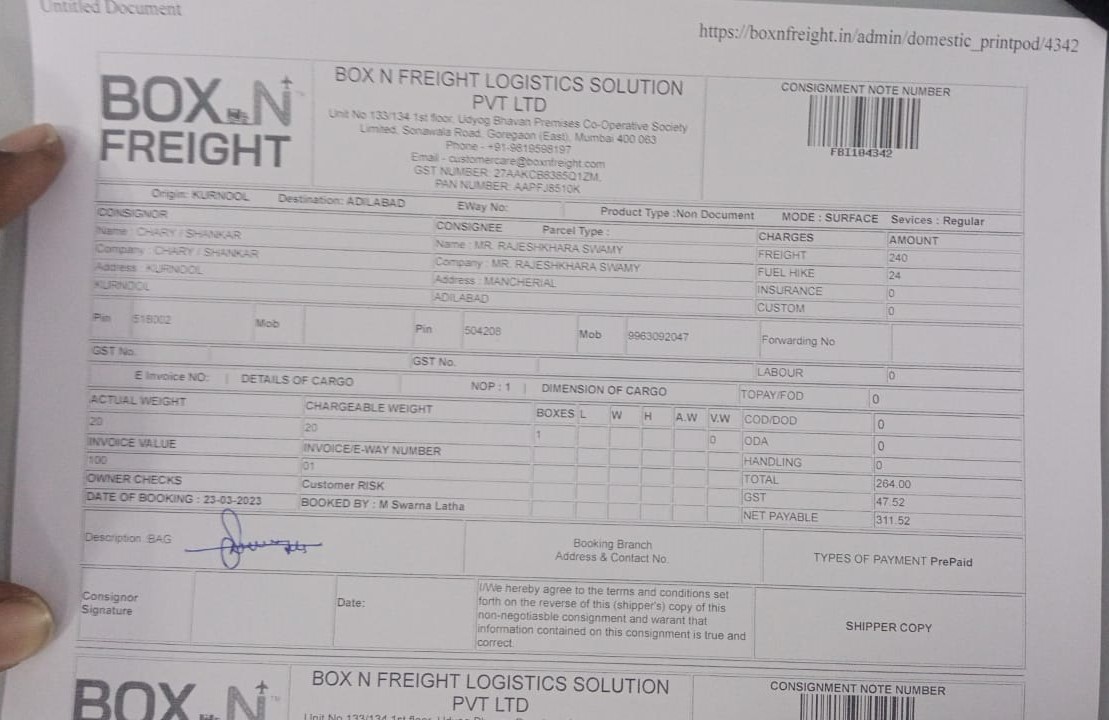 Untitled Document
https://boxnfreight.in/admin/domestic_printpod/4342
BOX N
FREIGHT
BOX N FREIGHT LOGISTICS SOLUTION
PVT LTD
Unit No 133/134 1st floor, Udyog Bhavan Premises Co-Operative Society
Limited, Sonawala Road, Goregaon (East), Mumbai 400 063
Phone - +91-9819598197
Email - customercare@boxnfreight.com
GST NUMBER: 27AAKCB8385Q1ZM,
PAN NUMBER: AAPFJ8510K
CONSIGNMENT NOTE NUMBER
FB1104342
Origin: KURNOOL Destination: ADILABAD EWay No: Product Type :Non Document MODE : SURFACE Sevices : Regular
CONSIGNOR CONSIGNEE Parcel Type : CHARGES AMOUNT
Name : CHARY / SHANKAR Name : MR. RAJESHKHARA SWAMY FREIGHT 240
Company : CHARY / SHANKAR Company : MR. RAJESHKHARA SWAMY FUEL HIKE 24
Address : KURNOOL Address : MANCHERIAL INSURANCE 0
KURNOOL ADILABAD CUSTOM 0
Pin 518002 Mob Pin 504208 Mob 9963092047 Forwarding No
GST No. GST No. LABOUR 0
E Invoice NO: | DETAILS OF CARGO NOP : 1 | DIMENSION OF CARGO TOPAY/FOD 0
ACTUAL WEIGHT CHARGEABLE WEIGHT BOXES L W H A.W V.W COD/DOD 0
20 20 1 0 ODA 0
INVOICE VALUE INVOICE/E-WAY NUMBER HANDLING 0
100 01 TOTAL 264.00
OWNER CHECKS Customer RISK GST 47.52
DATE OF BOOKING : 23-03-2023 BOOKED BY : M Swarna Latha NET PAYABLE 311.52
Description :BAG Booking Branch
Address & Contact No. TYPES OF PAYMENT PrePaid
Consignor
Signature Date:
I/We hereby agree to the terms and conditions set
forth on the reverse of this (shipper's) copy of this
non-negotiasble consignment and warant that
information contained on this consignment is true and
correct.
SHIPPER COPY
BOX N
BOX N FREIGHT LOGISTICS SOLUTION
PVT LTD
CONSIGNMENT NOTE NUMBER